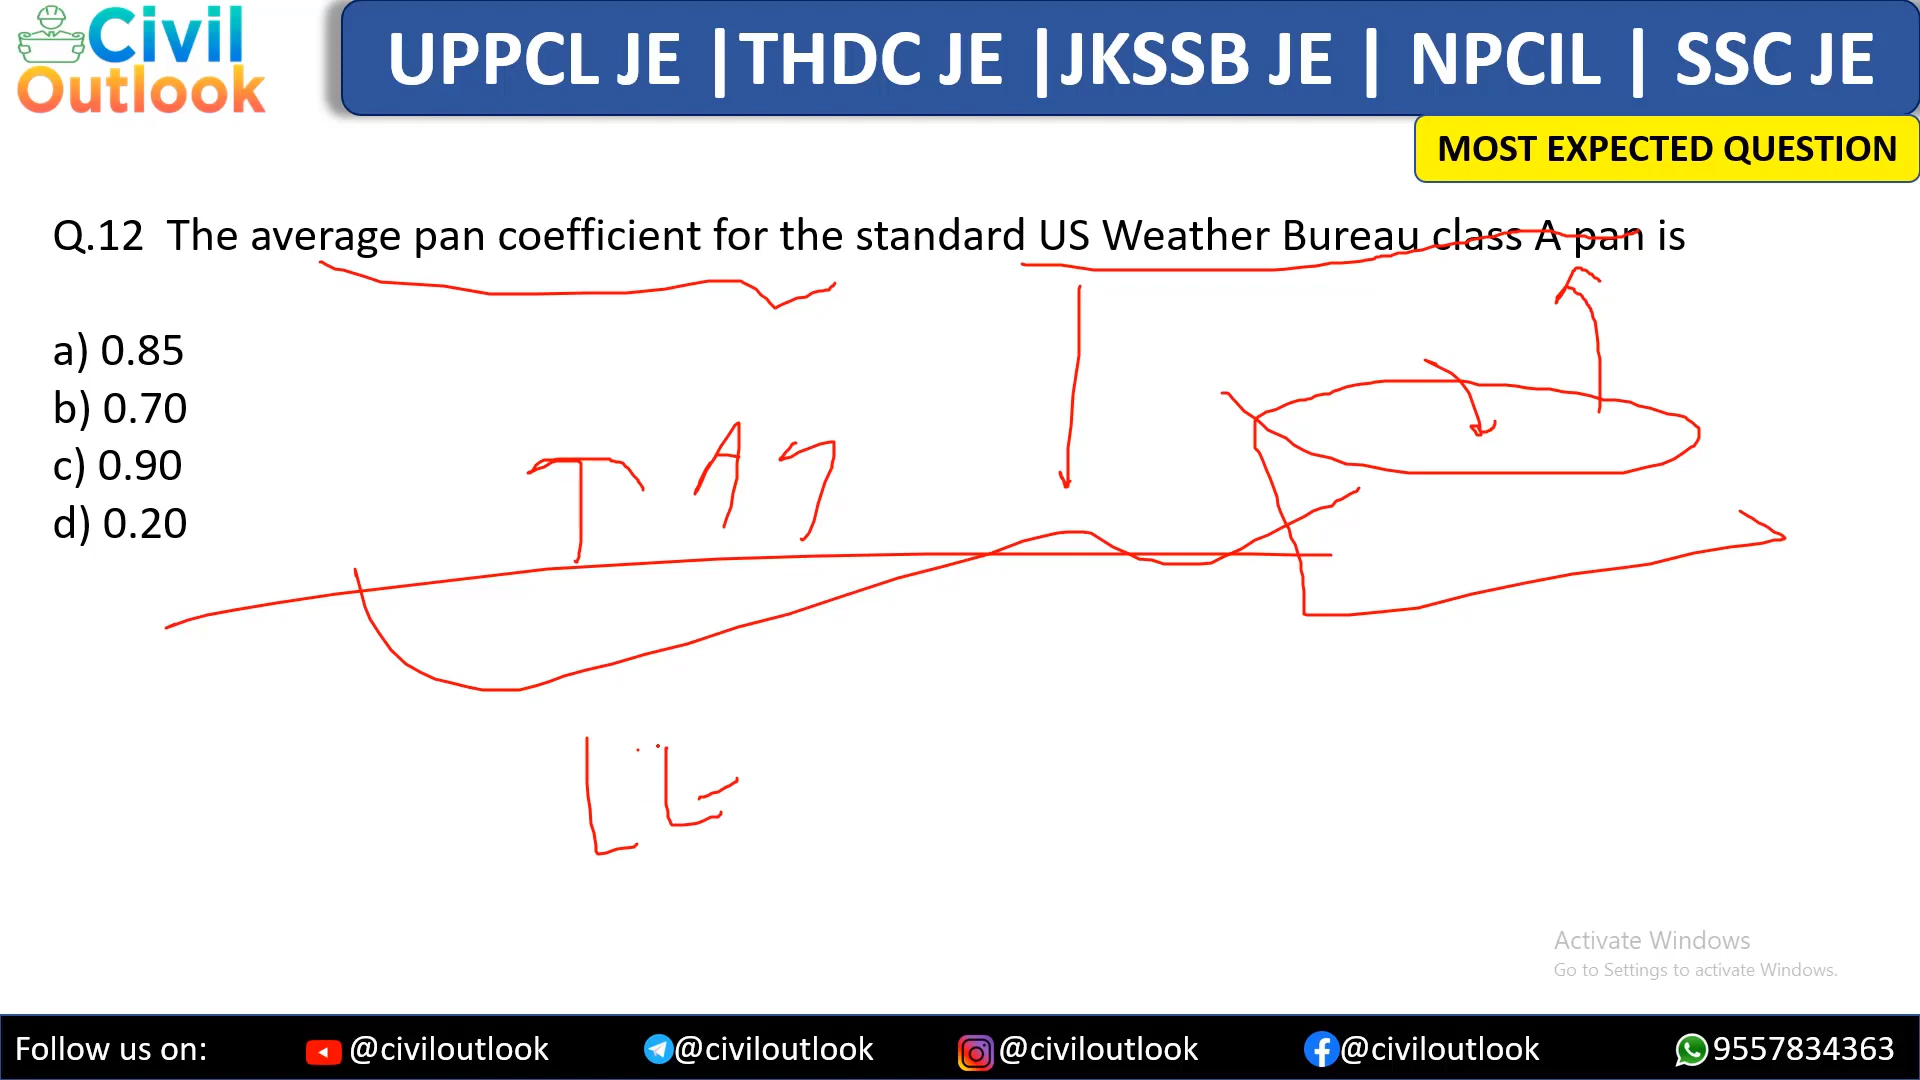 Civil
Outlook
UPPCL JE |THDC JE |JKSSB JE | NPCIL | SSC JE
MOST EXPECTED QUESTION
Q.12 The average pan coefficient for the standard US Weather Bureau class A pan is
a) 0.85
b) 0.70
c) 0.90
d) 0.20
Activate Windows
Go to Settings to activate Windows.
Follow us on: @civiloutlook @civiloutlook @civiloutlook @civiloutlook 9557834363